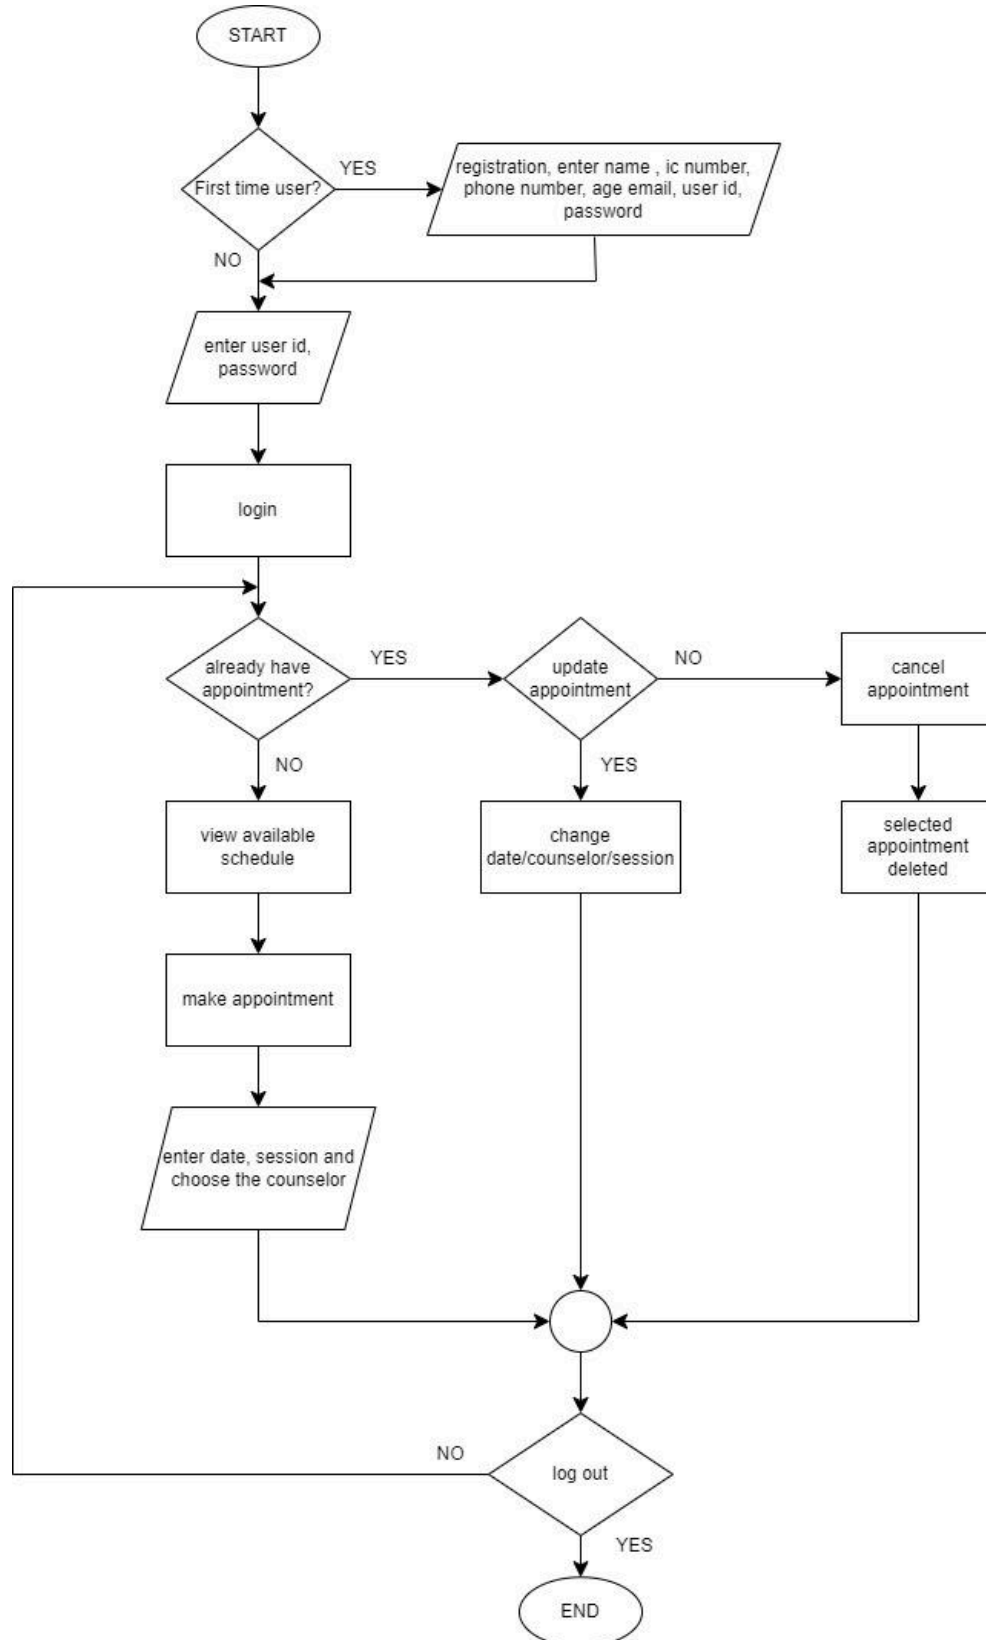 START
First time user?
YES
registration, enter name , ic number,
phone number, age email, user id,
password
NO
enter user id,
password
login
already have
appointment?
YES
update
appointment
NO
cancel
appointment
NO
YES
view available
schedule
change
date/counselor/session
selected
appointment
deleted
make appointment
enter date, session and
choose the counselor
NO
log out
YES
END